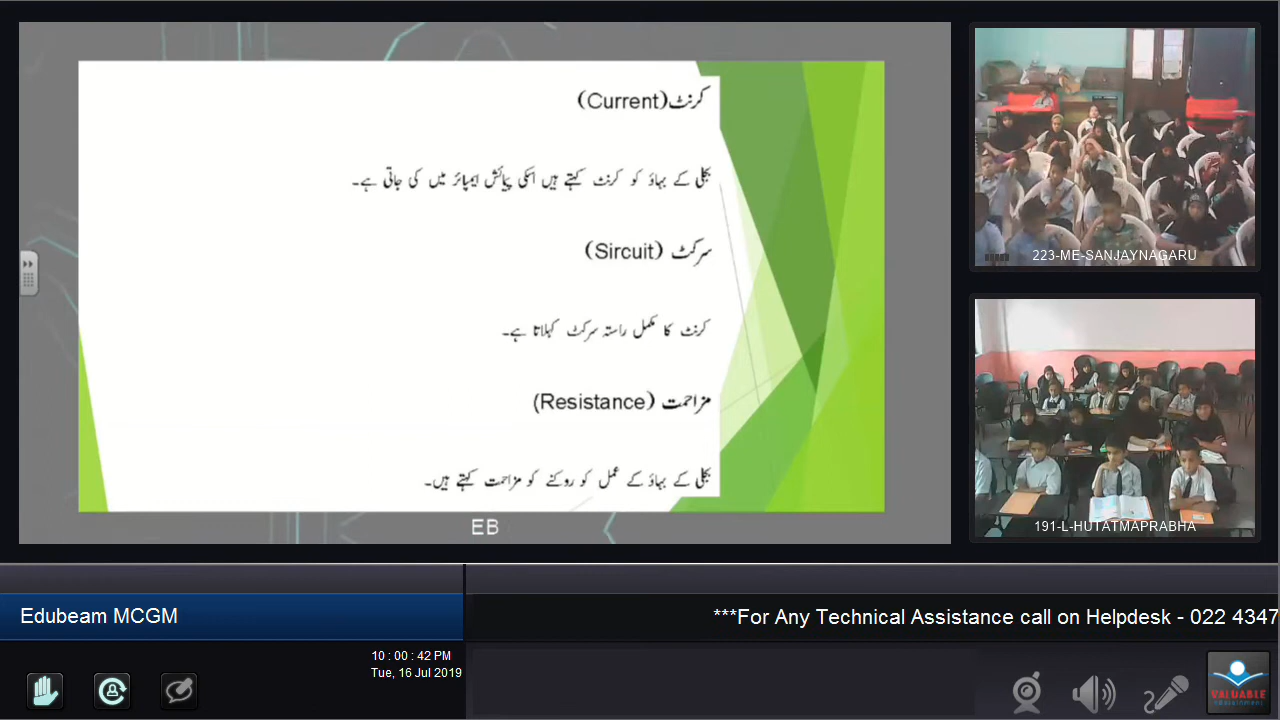 کرنٹ(Current)
بجلی کے بہاؤ کو کرنٹ کہتے ہیں اسکی پیمائش ایمپائر میں کی جاتی ہے۔
سرکٹ (Sircuit)
کرنٹ کا مکمل راستہ سرکٹ کہلاتا ہے۔
مزاحمت (Resistance)
بجلی کے بہاؤ کے عمل کو روکنے کو مزاحمت کہتے ہیں۔
EB
223-ME-SANJAYNAGARU
191-L-HUTATMAPRABHA
Edubeam MCGM
***For Any Technical Assistance call on Helpdesk - 022 4347
10 : 00 : 42 PM
Tue, 16 Jul 2019
VALUABLE